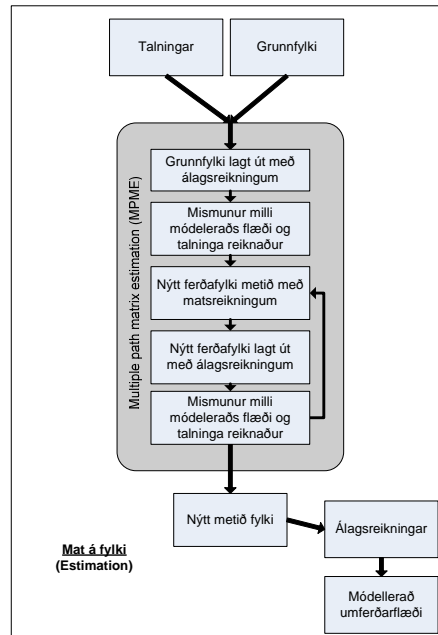 Talningar
Grunnfylki
Multiple path matrix estimation (MPME)
Grunnfylki lagt út með
álagsreikningum
Mismunur milli
módeleraðs flæði og
talninga reiknaður
Nýtt ferðafylki metið með
matsreikningum
Nýtt ferðafylki lagt út
með álagsreikningum
Mismunur milli
módeleraðs flæði og
talninga reiknaður
Nýtt metið fylki
Álagsreikningar
Mat á fylki
(Estimation)
Módellerað
umferðarflæði